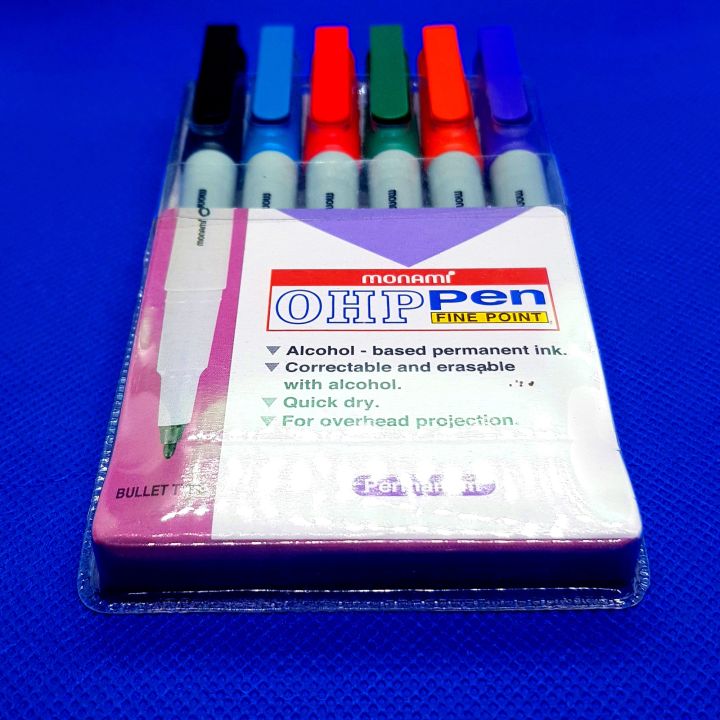 monami
monami
OHP Pen
FINE POINT
Alcohol - based permanent ink.
Correctable and erasable
with alcohol.
Quick dry.
For overhead projection.
BULLET